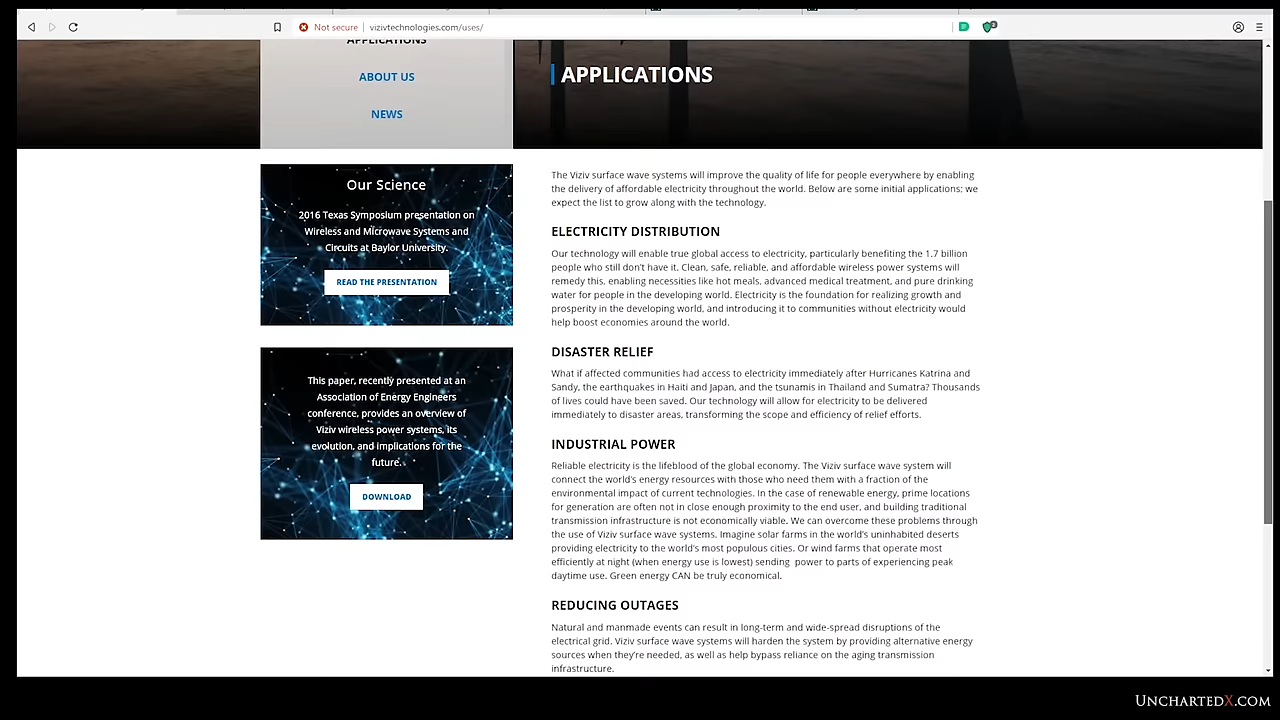 Not secure
vizivtechnologies.com/uses/
APPLICATIONS
ABOUT US
NEWS
APPLICATIONS
Our Science
2016 Texas Symposium presentation on
Wireless and Microwave Systems and
Circuits at Baylor University.
READ THE PRESENTATION
This paper, recently presented at an
Association of Energy Engineers
conference, provides an overview of
Viziv wireless power systems, its
evolution, and implications for the
future.
DOWNLOAD
The Viziv surface wave systems will improve the quality of life for people everywhere by enabling
the delivery of affordable electricity throughout the world. Below are some initial applications: we
expect the list to grow along with the technology.
ELECTRICITY DISTRIBUTION
Our technology will enable true global access to electricity, particularly benefiting the 1.7 billion
people who still don't have it. Clean, safe, reliable, and affordable wireless power systems will
remedy this, enabling necessities like hot meals, advanced medical treatment, and pure drinking
water for people in the developing world. Electricity is the foundation for realizing growth and
prosperity in the developing world, and introducing it to communities without electricity would
help boost economies around the world.
DISASTER RELIEF
What if affected communities had access to electricity immediately after Hurricanes Katrina and
Sandy, the earthquakes in Haiti and Japan, and the tsunamis in Thailand and Sumatra? Thousands
of lives could have been saved. Our technology will allow for electricity to be delivered
immediately to disaster areas, transforming the scope and efficiency of relief efforts.
INDUSTRIAL POWER
Reliable electricity is the lifeblood of the global economy. The Viziv surface wave system will
connect the world's energy resources with those who need them with a fraction of the
environmental impact of current technologies. In the case of renewable energy, prime locations
for generation are often not in close enough proximity to the end user, and building traditional
transmission infrastructure is not economically viable. We can overcome these problems through
the use of Viziv surface wave systems. Imagine solar farms in the world's uninhabited deserts
providing electricity to the world's most populous cities. Or wind farms that operate most
efficiently at night (when energy use is lowest) sending power to parts of experiencing peak
daytime use. Green energy CAN be truly economical.
REDUCING OUTAGES
Natural and manmade events can result in long-term and wide-spread disruptions of the
electrical grid. Viziv surface wave systems will harden the system by providing alternative energy
sources when they're needed, as well as help bypass reliance on the aging transmission
infrastructure.
UNCHARTEDX.COM